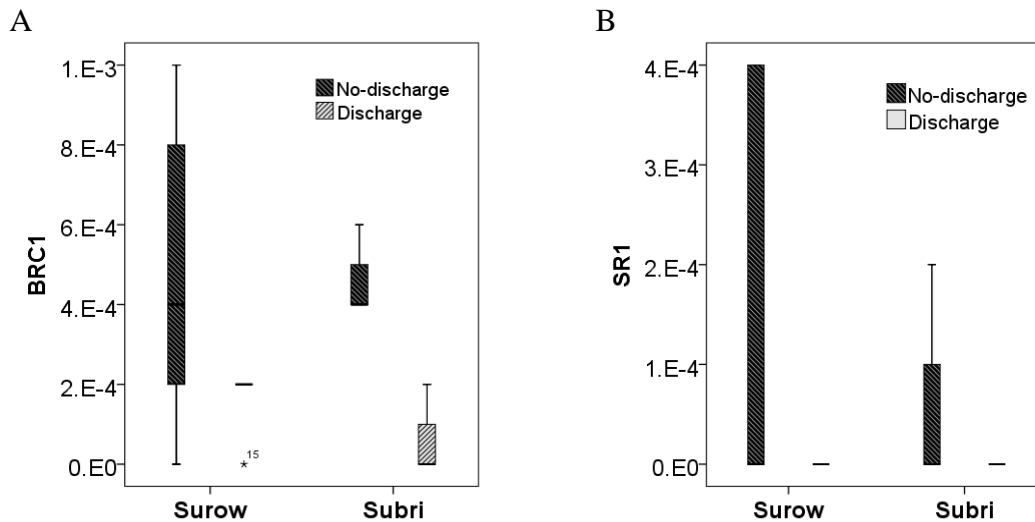 A
BRC1
1.E-3
8.E-4
6.E-4
4.E-4
2.E-4
0.E0
No-discharge
Discharge
*15
Surow
Subri
B
SR1
4.E-4
3.E-4
2.E-4
1.E-4
0.E0
No-discharge
Discharge
Surow
Subri